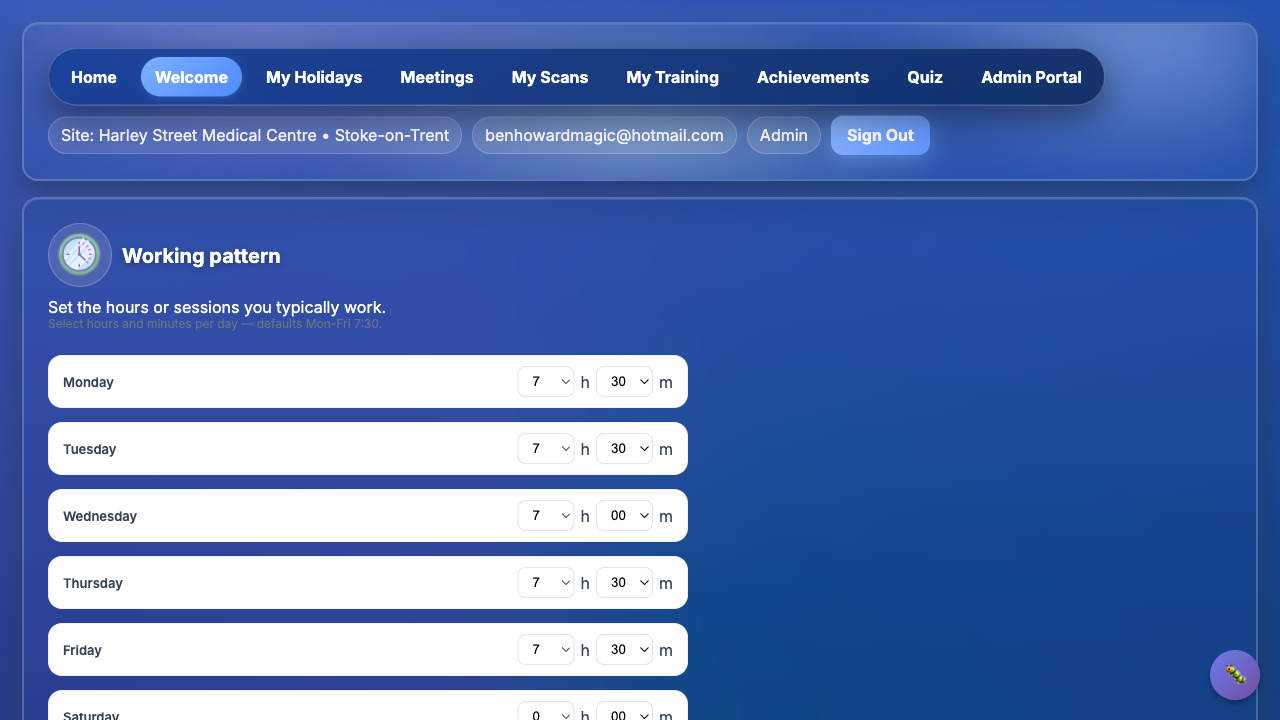 Home Welcome My Holidays Meetings My Scans My Training Achievements Quiz Admin Portal
Site: Harley Street Medical Centre • Stoke-on-Trent benhowardmagic@hotmail.com Admin Sign Out
Working pattern
Set the hours or sessions you typically work.
Select hours and minutes per day — defaults Mon-Fri 7:30.
Monday 7 h 30 m
Tuesday 7 h 30 m
Wednesday 7 h 00 m
Thursday 7 h 30 m
Friday 7 h 30 m
Saturday 0 h 00 m